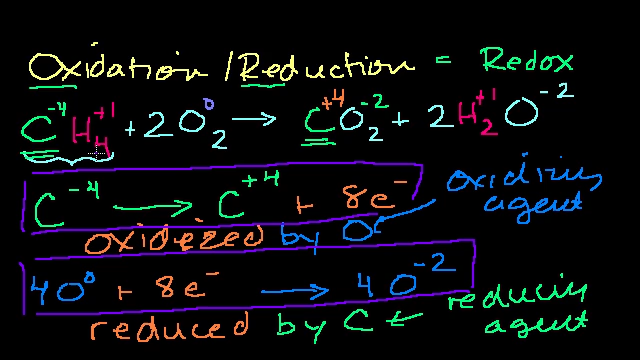 Oxidation / Reduction = Redox
C⁻⁴H₄⁺¹ + 2O₂⁰ → C⁺⁴O₂⁻² + 2H₂⁺¹O⁻²
C⁻⁴ → C⁺⁴ + 8e⁻
oxidizing agent
oxidezed by O
4O⁰ + 8e⁻ → 4O⁻²
reduced by C ← reducing agent